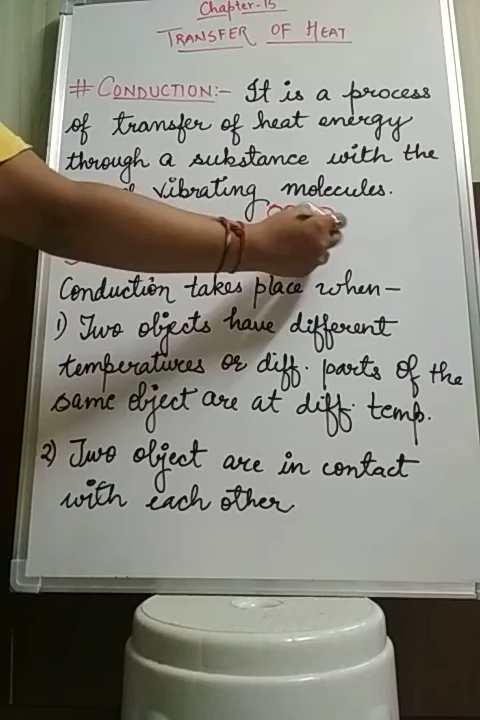 Chapter-15
TRANSFER OF HEAT
# CONDUCTION:- It is a process
of transfer of heat energy
through a substance with the
vibrating molecules.
Conduction takes place when—
1) Two objects have different
temperatures or diff. parts of the
same object are at diff. temp.
2) Two object are in contact
with each other